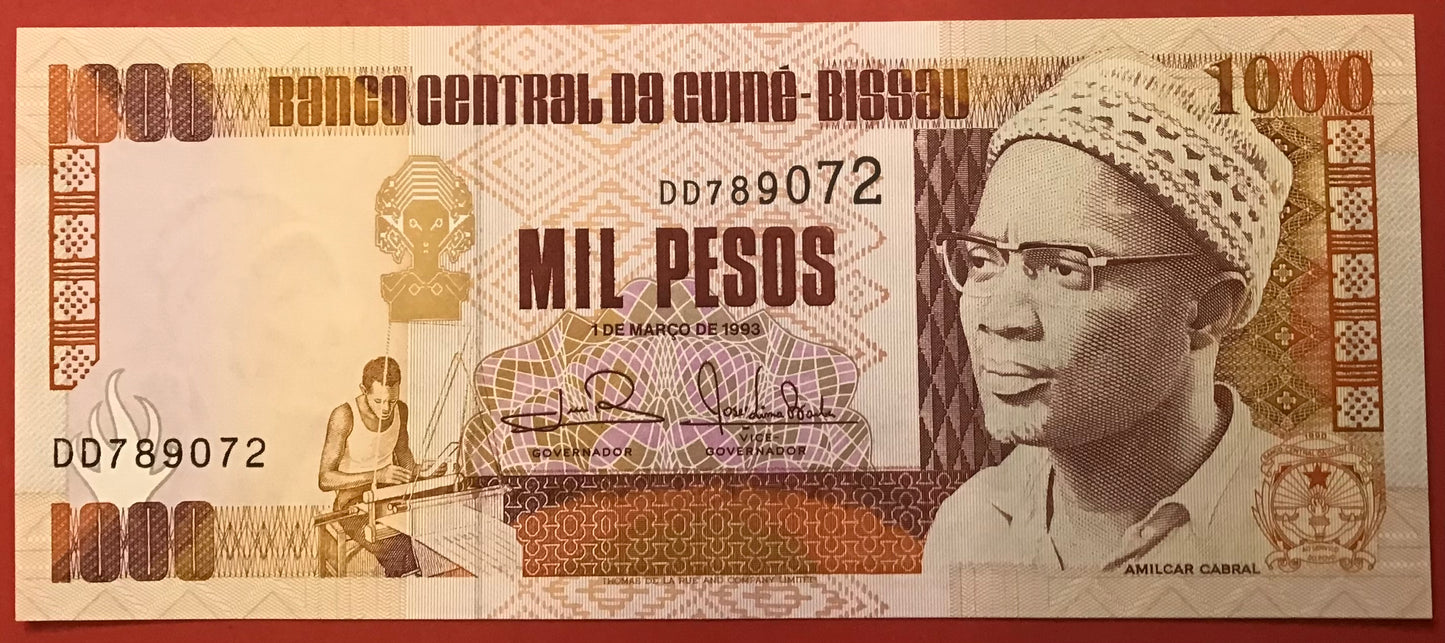 1000
BANCO CENTRAL DA GUINÉ-BISSAU
1000
DD789072
MIL PESOS
1 DE MARÇO DE 1993
GOVERNADOR
VICE-
GOVERNADOR
DD789072
1000
THOMAS DE LA RUE AND COMPANY LIMITED
AMILCAR CABRAL
1990